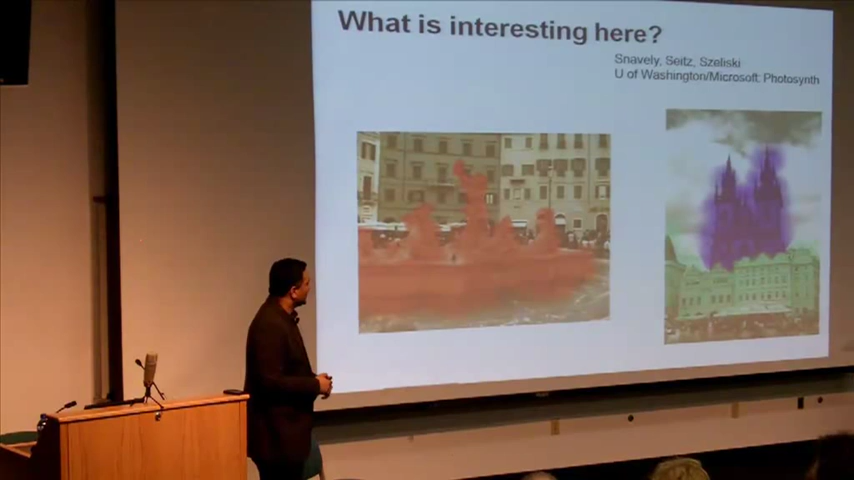 What is interesting here?
Snavely, Seitz, Szeliski
U of Washington/Microsoft: Photosynth